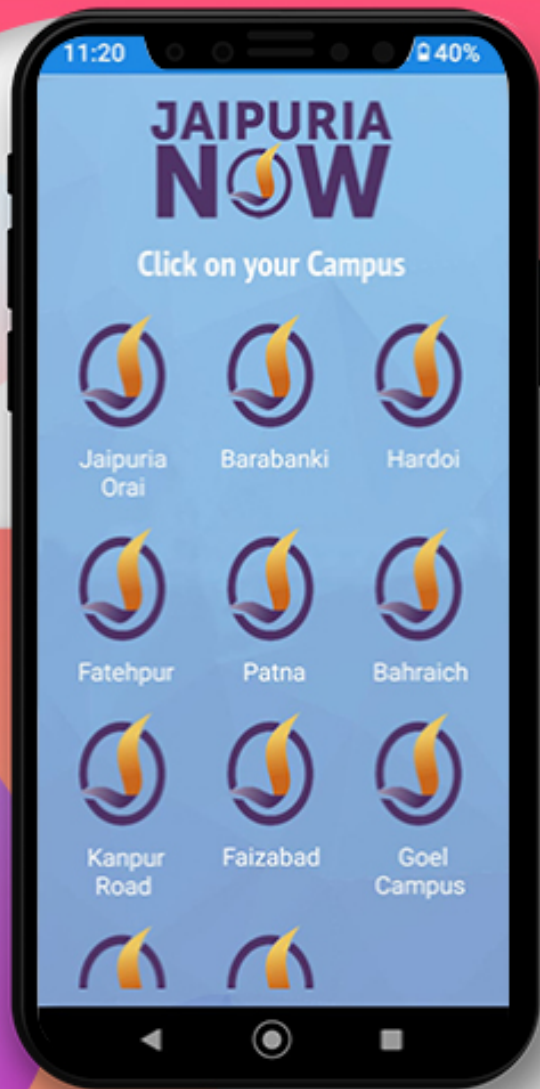 11:20
40%
JAIPURIA
NOW
Click on your Campus
Jaipuria
Orai
Barabanki
Hardoi
Fatehpur
Patna
Bahraich
Kanpur
Road
Faizabad
Goel
Campus